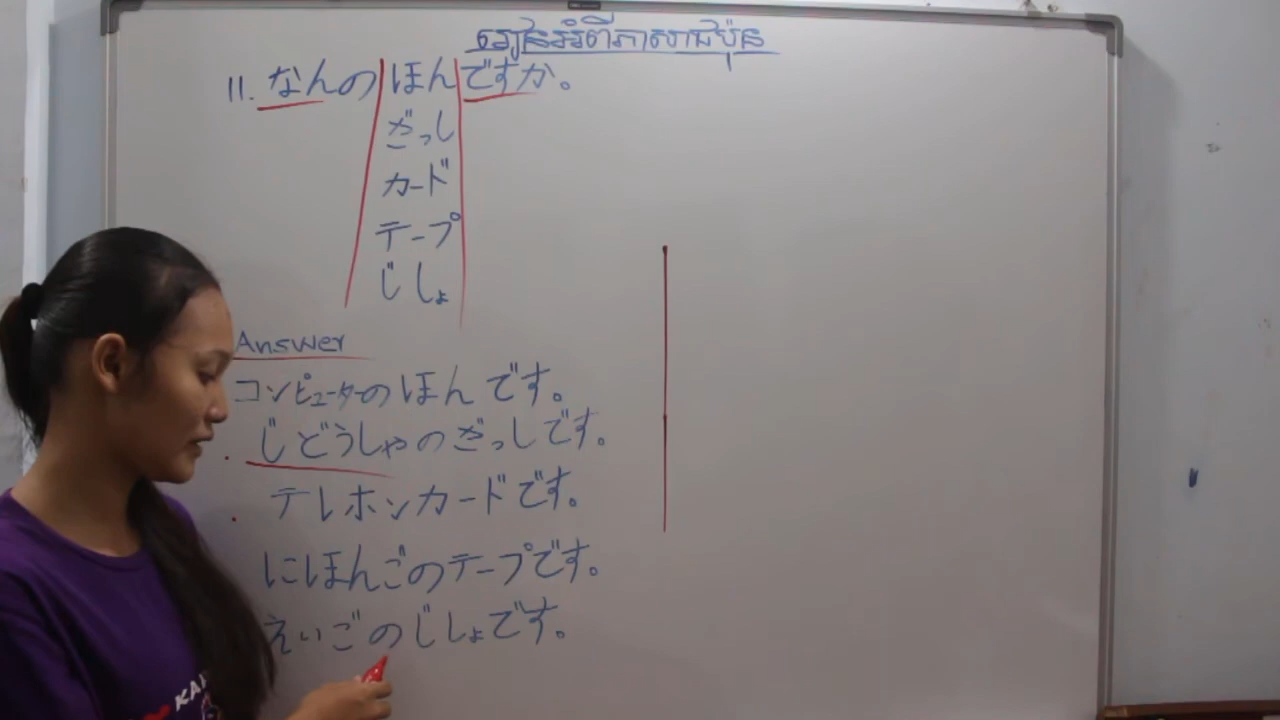 រៀនអំពីភាសាជប៉ុន
11. なんのほんですか。
ざっし
カード
テープ
じしょ
Answer
コンピューターのほんです。
じどうしゃのざっしです。
テレホンカードです。
にほんごのテープです。
えいごのじしょです。